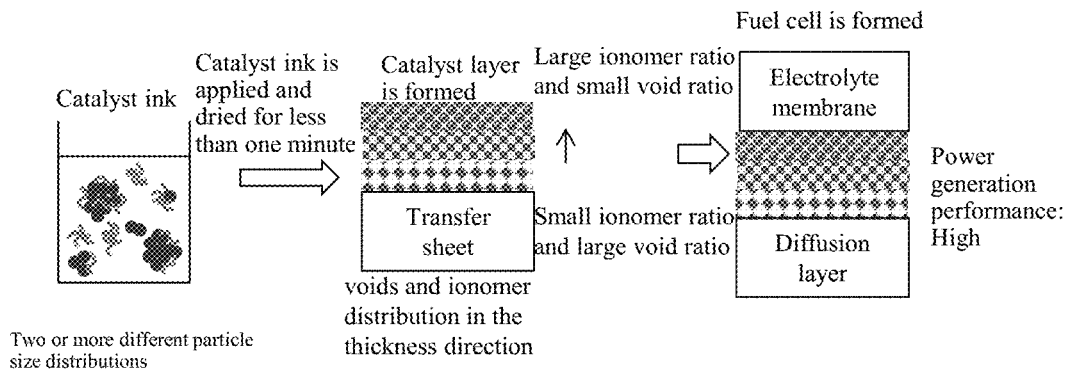 Catalyst ink
Two or more different particle
size distributions
Catalyst ink is
applied and
dried for less
than one minute
Catalyst layer
is formed
Transfer
sheet
voids and ionomer
distribution in the
thickness direction
Large ionomer ratio
and small void ratio
Small ionomer ratio
and large void ratio
Fuel cell is formed
Electrolyte
membrane
Diffusion
layer
Power
generation
performance:
High